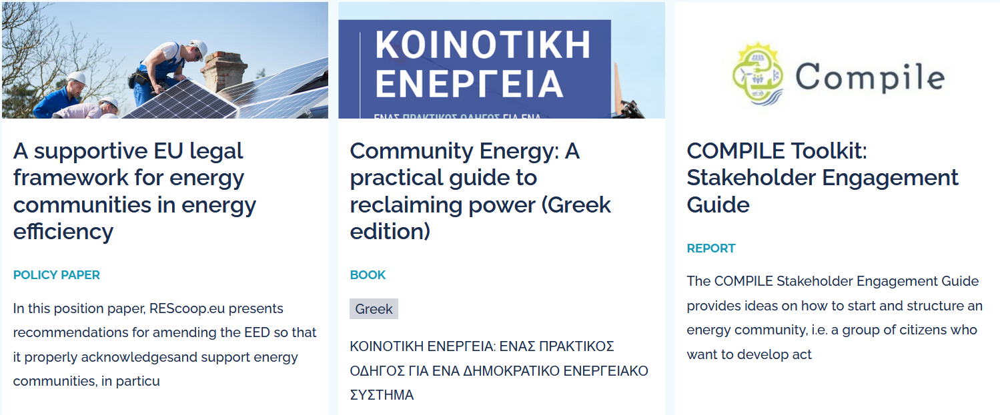 A supportive EU legal
framework for energy
communities in energy
efficiency
POLICY PAPER
In this position paper, REScoop.eu presents
recommendations for amending the EED so that
it properly acknowledgesand support energy
communities, in particu
ΚΟΙΝΟΤΙΚΗ
ΕΝΕΡΓΕΙΑ
ΕΝΑΣ ΠΡΑΚΤΙΚΟΣ ΟΔΗΓΟΣ ΓΙΑ ΕΝΑ
Community Energy: A
practical guide to
reclaiming power (Greek
edition)
BOOK
Greek
ΚΟΙΝΟΤΙΚΗ ΕΝΕΡΓΕΙΑ: ΕΝΑΣ ΠΡΑΚΤΙΚΟΣ
ΟΔΗΓΟΣ ΓΙΑ ΕΝΑ ΔΗΜΟΚΡΑΤΙΚΟ ΕΝΕΡΓΕΙΑΚΟ
ΣΥΣΤΗΜΑ
Compile
COMPILE Toolkit:
Stakeholder Engagement
Guide
REPORT
The COMPILE Stakeholder Engagement Guide
provides ideas on how to start and structure an
energy community, i.e. a group of citizens who
want to develop act